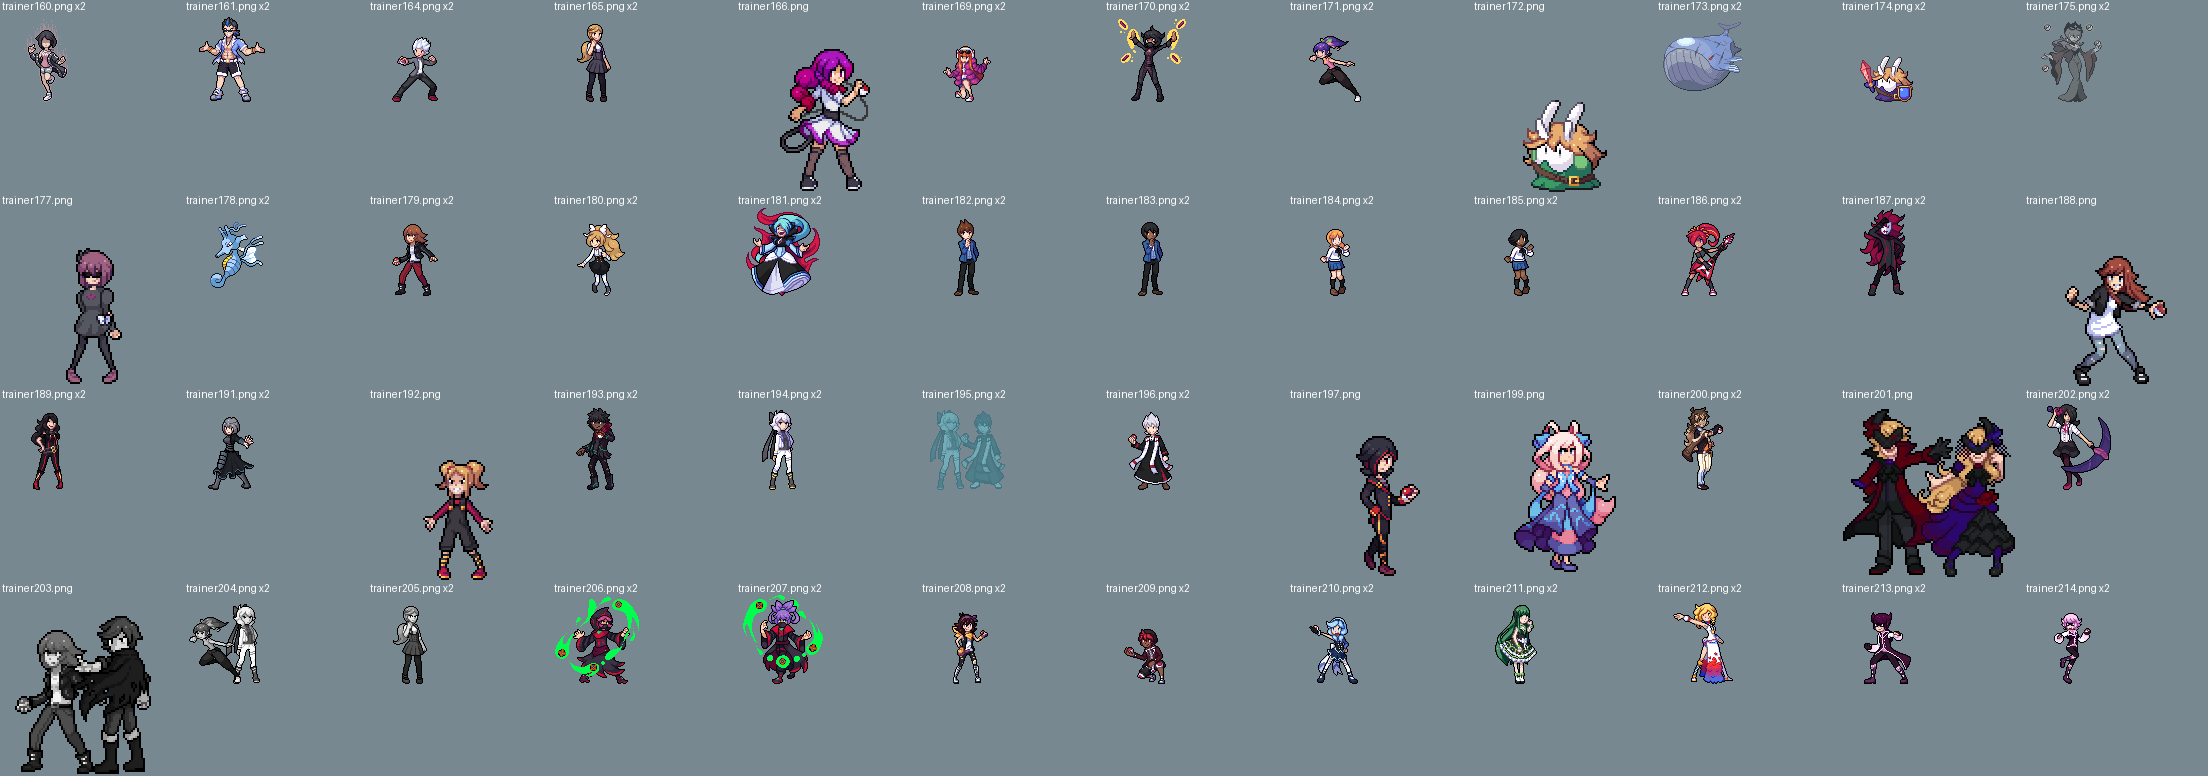 trainer160.png x2 trainer161.png x2 trainer164.png x2 trainer165.png x2 trainer166.png trainer169.png x2 trainer170.png x2 trainer171.png x2 trainer172.png trainer173.png x2 trainer174.png x2 trainer175.png x2
trainer177.png trainer178.png x2 trainer179.png x2 trainer180.png x2 trainer181.png x2 trainer182.png x2 trainer183.png x2 trainer184.png x2 trainer185.png x2 trainer186.png x2 trainer187.png x2 trainer188.png
trainer189.png x2 trainer191.png x2 trainer192.png trainer193.png x2 trainer194.png x2 trainer195.png x2 trainer196.png x2 trainer197.png trainer199.png trainer200.png x2 trainer201.png trainer202.png x2
trainer203.png trainer204.png x2 trainer205.png x2 trainer206.png x2 trainer207.png x2 trainer208.png x2 trainer209.png x2 trainer210.png x2 trainer211.png x2 trainer212.png x2 trainer213.png x2 trainer214.png x2